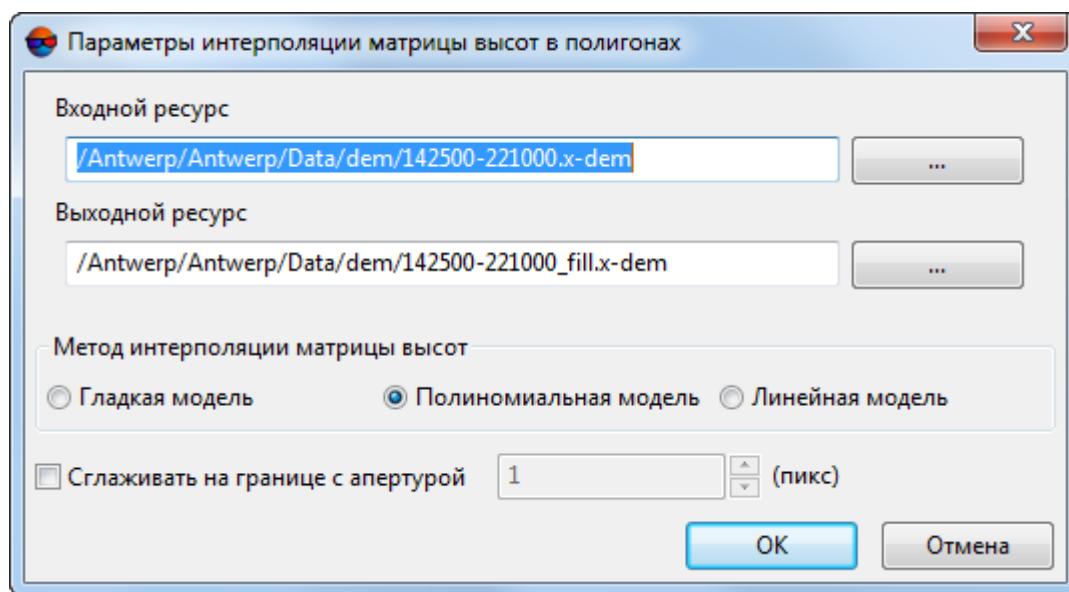 Параметры интерполяции матрицы высот в полигонах
Входной ресурс
/Antwerp/Antwerp/Data/dem/142500-221000.x-dem
...
Выходной ресурс
/Antwerp/Antwerp/Data/dem/142500-221000_fill.x-dem
...
Метод интерполяции матрицы высот
Гладкая модель Полиномиальная модель Линейная модель
Сглаживать на границе с апертурой 1 (пикс)
OK Отмена